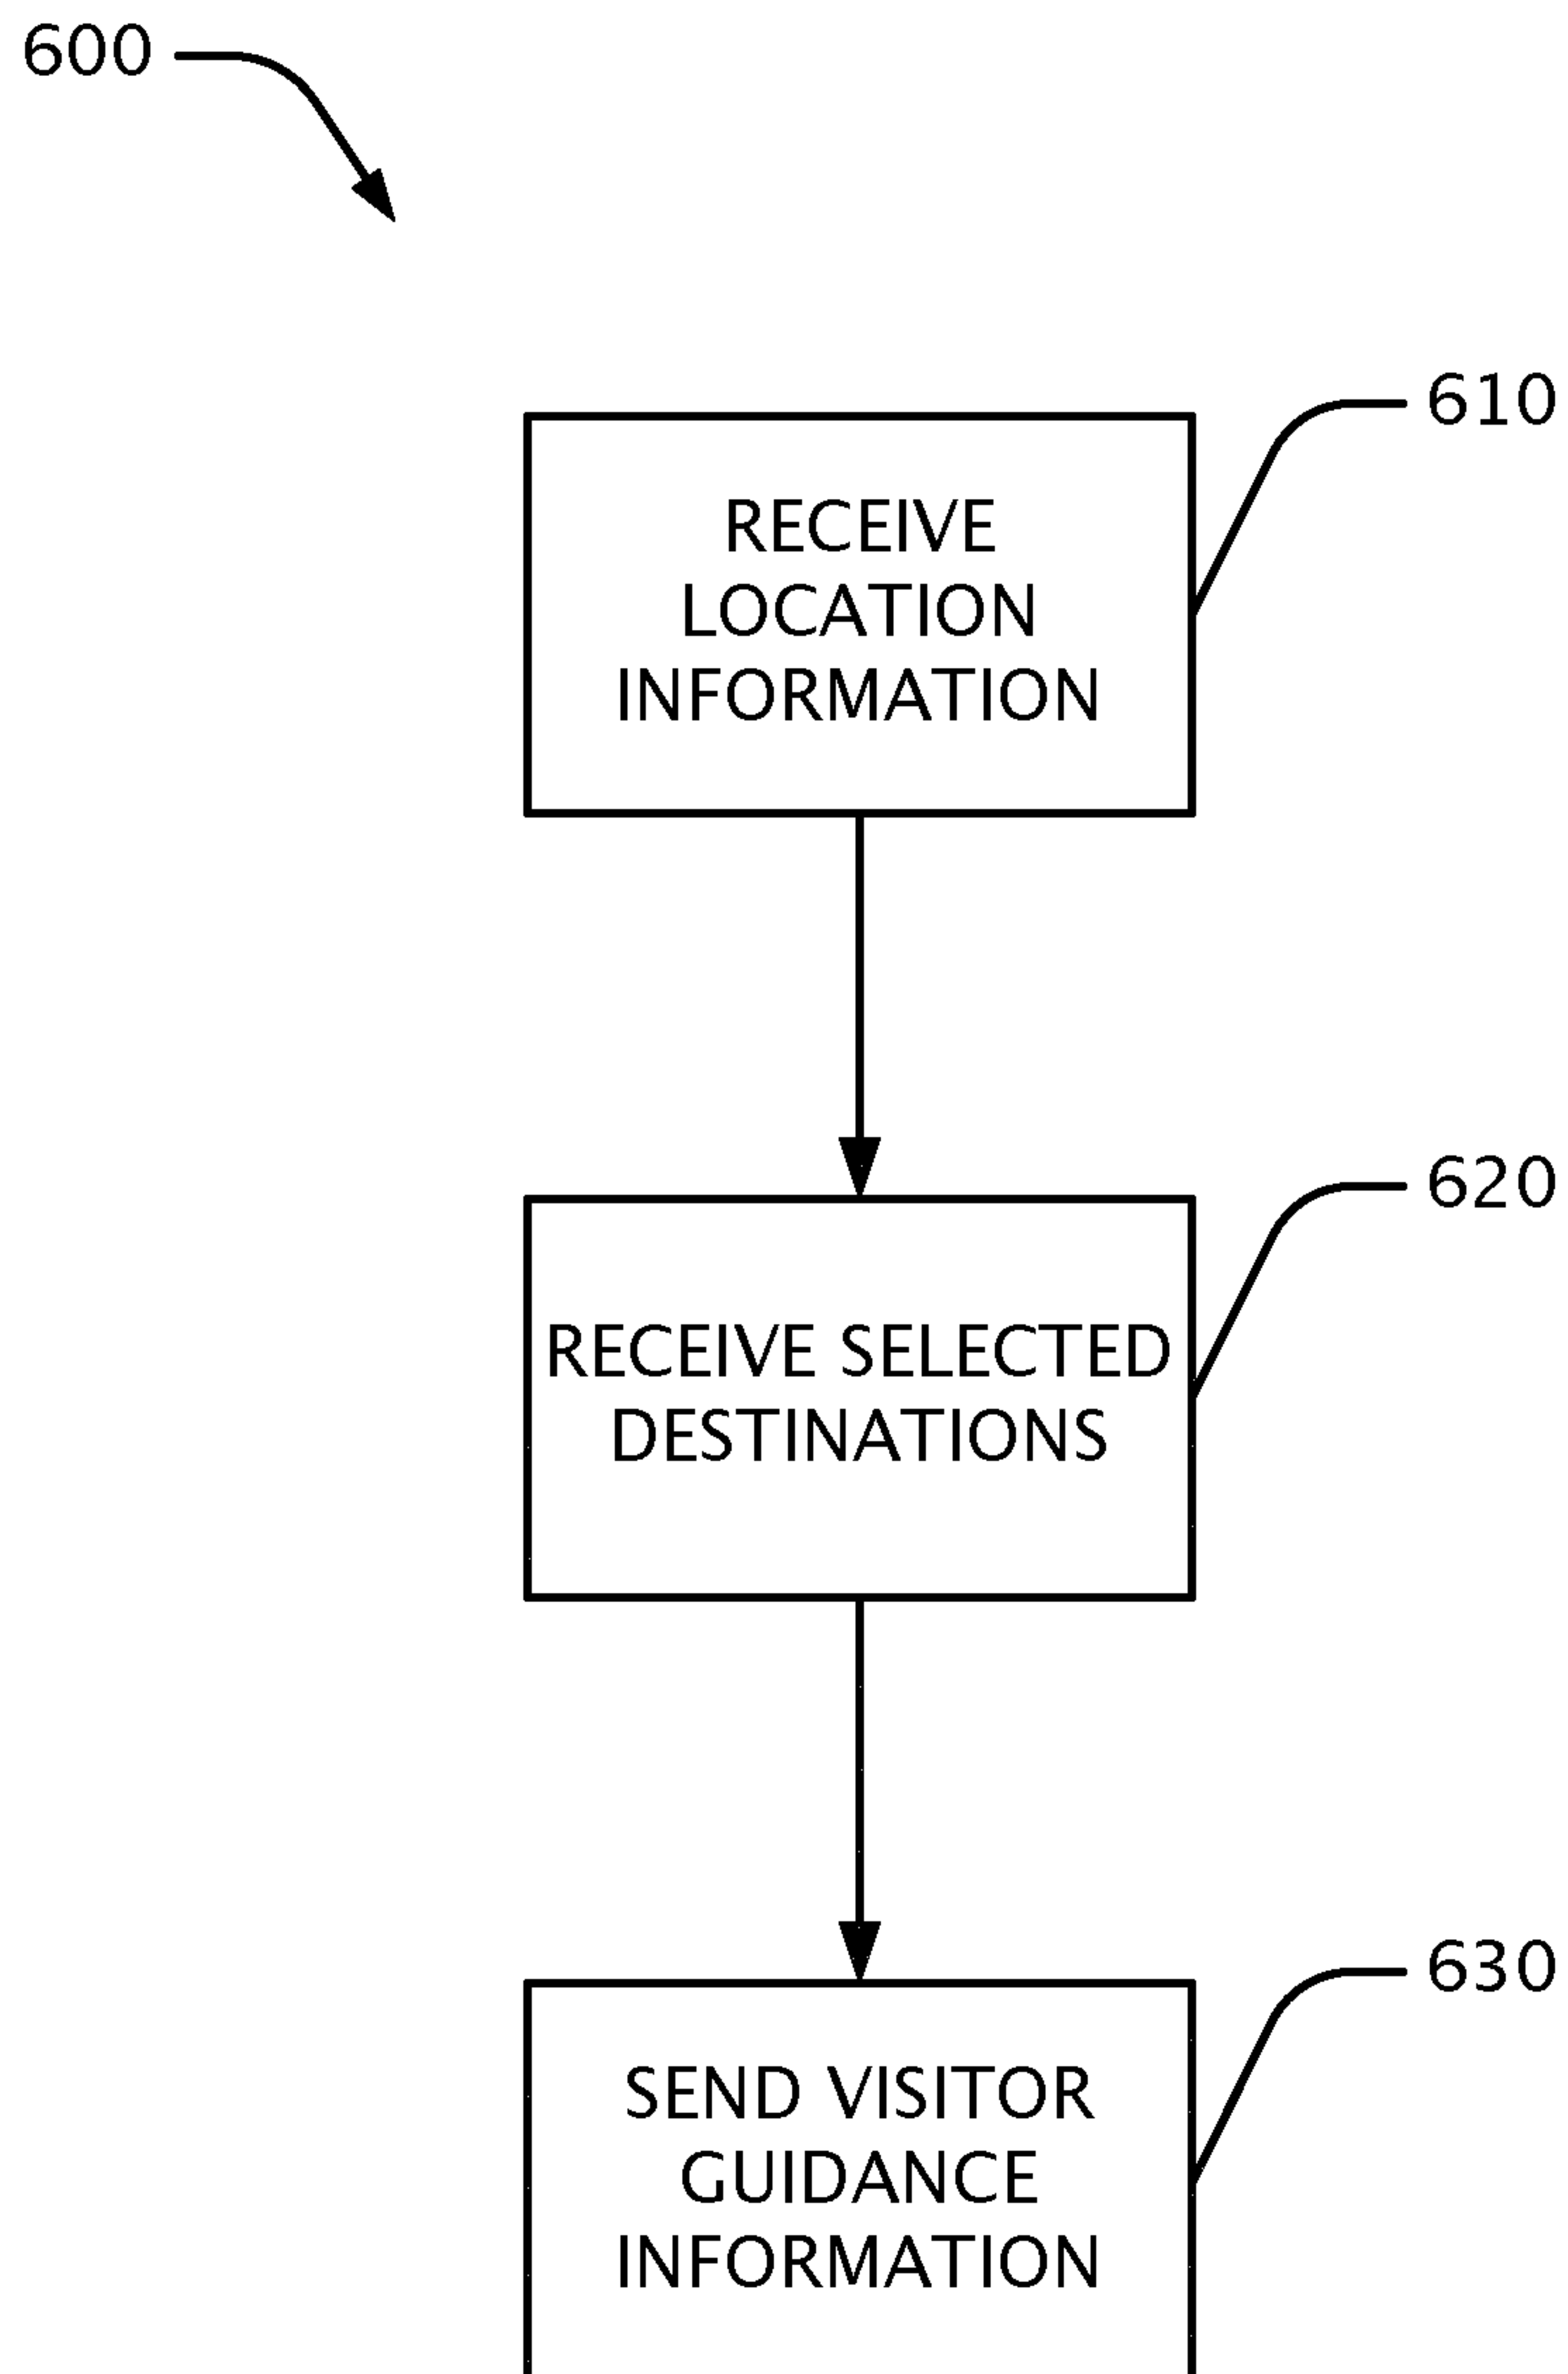 600
610
RECEIVE
LOCATION
INFORMATION
620
RECEIVE SELECTED
DESTINATIONS
630
SEND VISITOR
GUIDANCE
INFORMATION